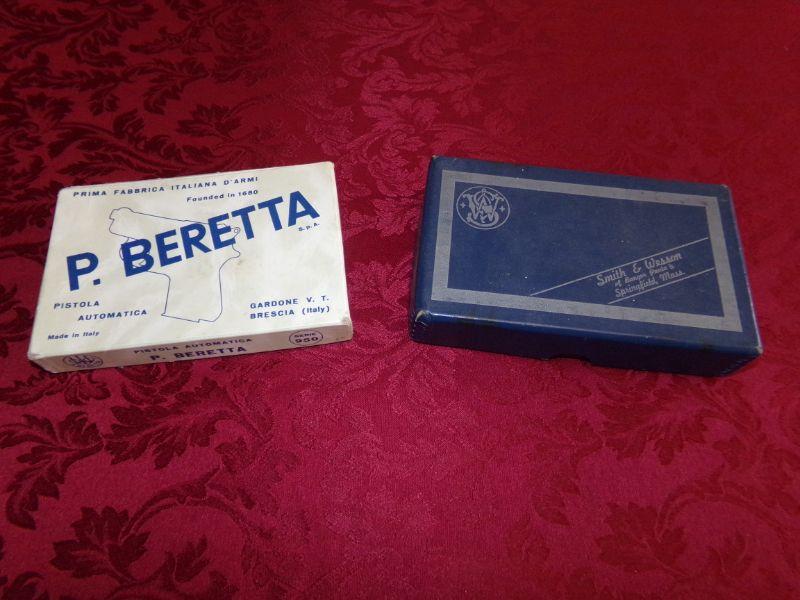 PRIMA FABBRICA ITALIANA D'ARMI
Founded in 1680
P. BERETTA
S.p.A.
PISTOLA
AUTOMATICA
GARDONE V. T.
BRESCIA (Italy)
Made in Italy
PISTOLA AUTOMATICA
P. BERETTA
SERIE
950
Smith & Wesson
Springfield, Mass.